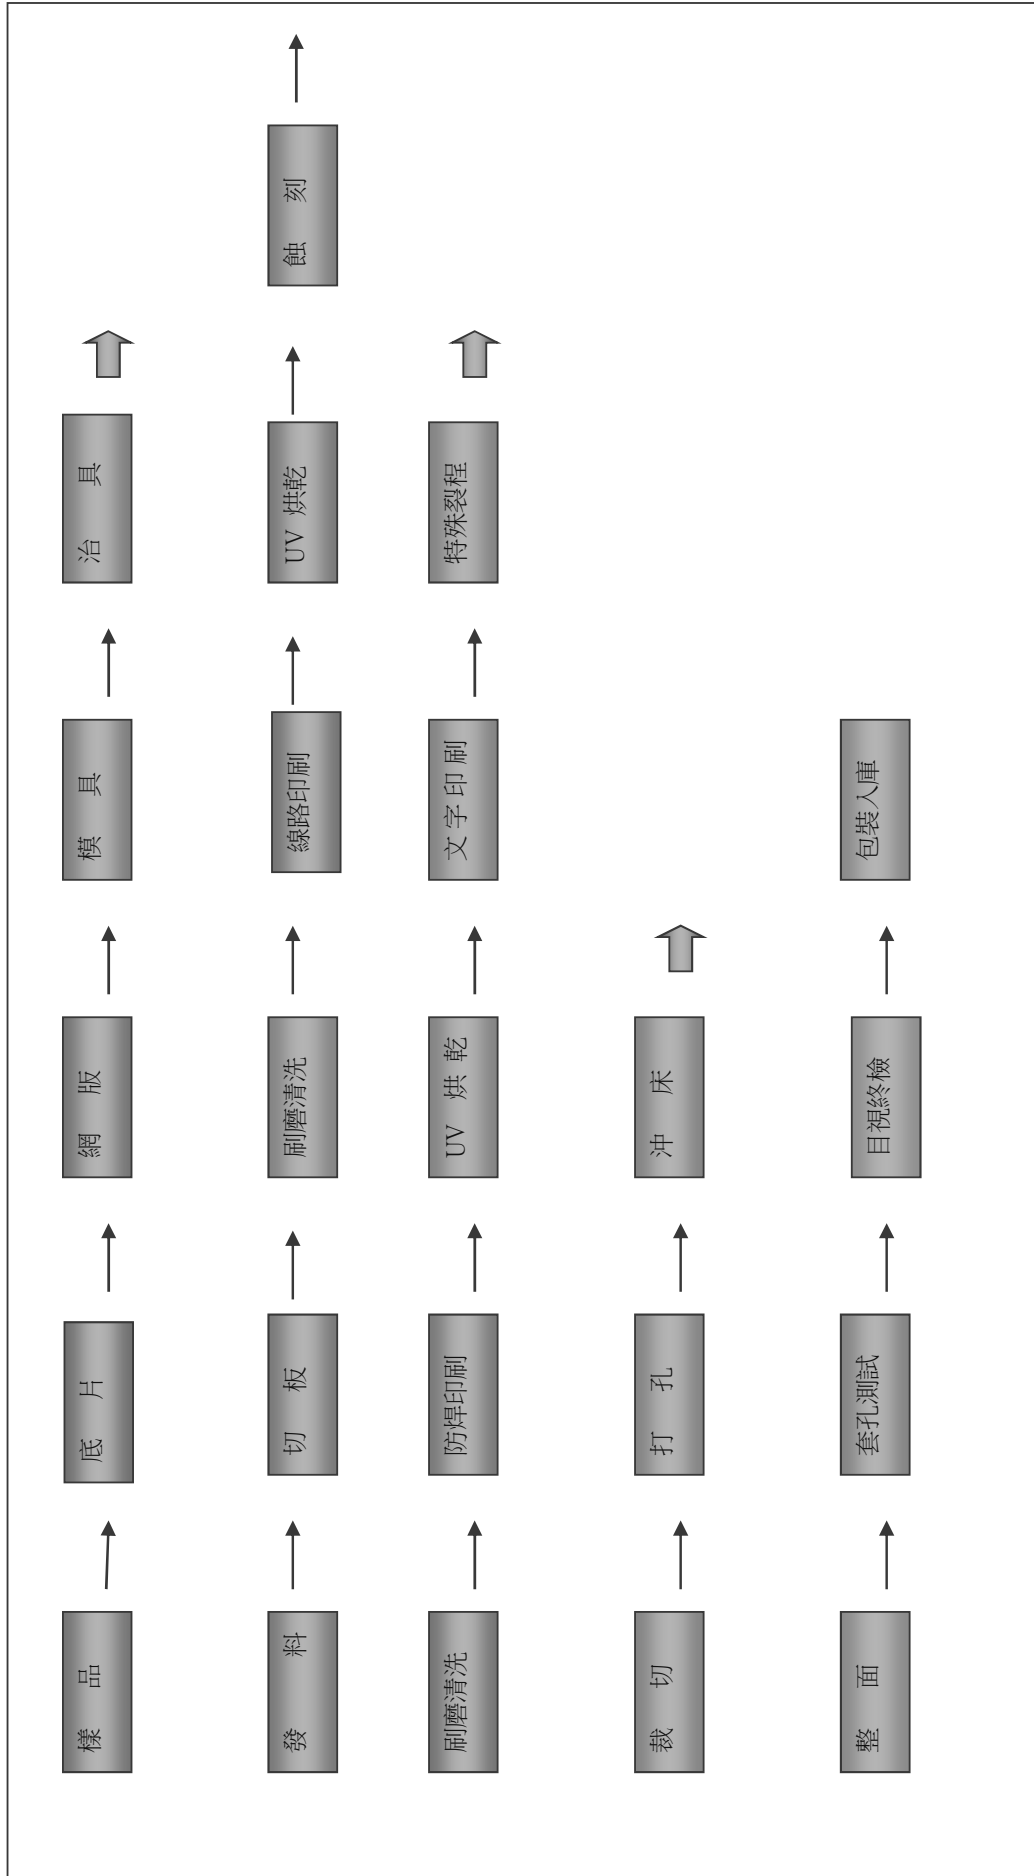 樣 品
底 片
網 版
模 具
治 具
發 料
切 板
刷磨清洗
線路印刷
UV 烘乾
蝕 刻
刷磨清洗
防焊印刷
UV 烘 乾
文 字 印 刷
特殊裂程
裁 切
打 孔
沖 床
整 面
套孔測試
目視終檢
包裝入庫